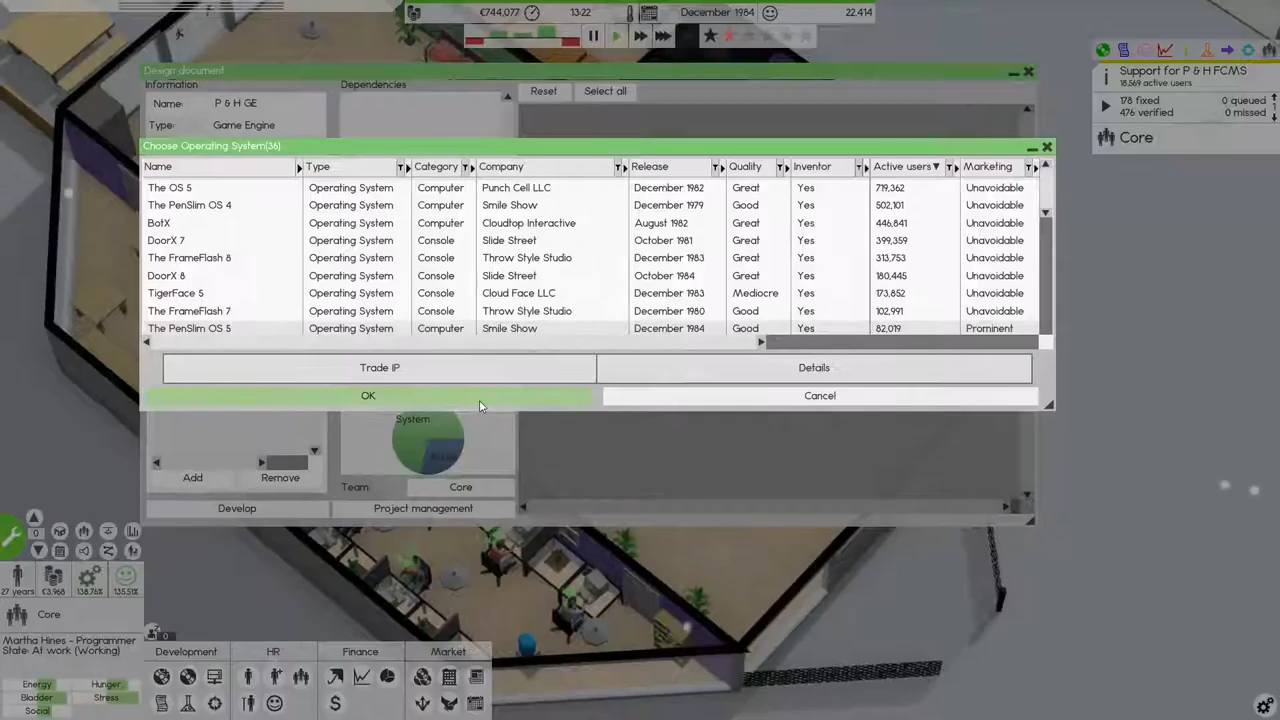 €744,077 13:22 December 1984 22.414
Design document
Information Dependencies Reset Select all
Name: P & H GE
Type: Game Engine
Support for P & H FCMS
18,569 active users
178 fixed 0 queued
476 verified 0 missed
Core
Choose Operating System(36)
Name Type Category Company Release Quality Inventor Active users Marketing
The OS 5 Operating System Computer Punch Cell LLC December 1982 Great Yes 719,362 Unavoidable
The PenSlim OS 4 Operating System Computer Smile Show December 1979 Good Yes 502,101 Unavoidable
BotX Operating System Computer Cloudtop Interactive August 1982 Great Yes 446,841 Unavoidable
DoorX 7 Operating System Console Slide Street October 1981 Great Yes 399,359 Unavoidable
The FrameFlash 8 Operating System Console Throw Style Studio December 1983 Great Yes 313,753 Unavoidable
DoorX 8 Operating System Console Slide Street October 1984 Great Yes 180,445 Unavoidable
TigerFace 5 Operating System Console Cloud Face LLC December 1983 Mediocre Yes 173,852 Unavoidable
The FrameFlash 7 Operating System Console Throw Style Studio December 1980 Good Yes 102,991 Unavoidable
The PenSlim OS 5 Operating System Computer Smile Show December 1984 Good Yes 82,019 Prominent
Trade IP Details
OK Cancel
System
Add Remove
Team: Core
Develop Project management
0
27 years €3,968 138.76% 135.51%
Core
Martha Hines - Programmer
State: At work (Working)
Energy Hunger
Bladder Stress
Social
0
Development HR Finance Market